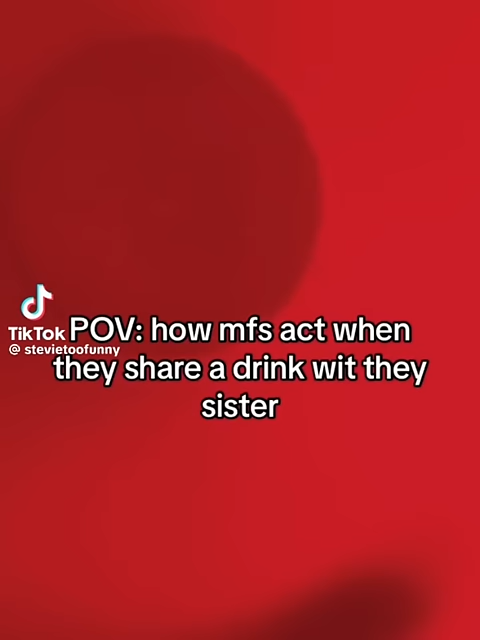 TikTok
@ stevietoofunny
POV: how mfs act when
they share a drink wit they
sister